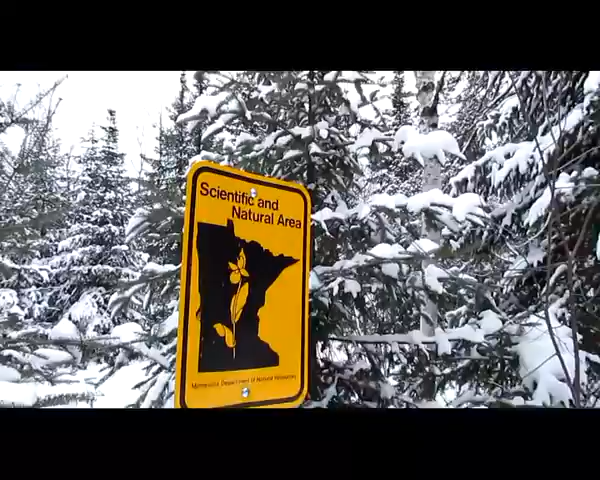 Scientific and
Natural Area
Minnesota Department of Natural Resources